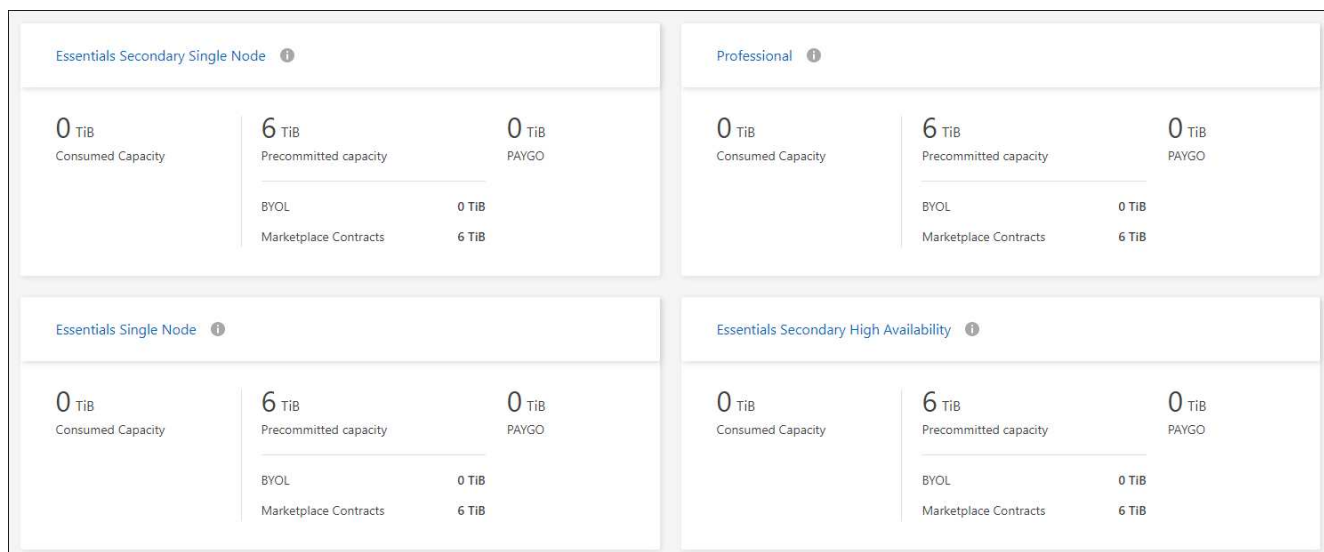 Essentials Secondary Single Node
0 TiB
Consumed Capacity
6 TiB
Precommitted capacity
0 TiB
PAYGO
BYOL 0 TiB
Marketplace Contracts 6 TiB
Professional
0 TiB
Consumed Capacity
6 TiB
Precommitted capacity
0 TiB
PAYGO
BYOL 0 TiB
Marketplace Contracts 6 TiB
Essentials Single Node
0 TiB
Consumed Capacity
6 TiB
Precommitted capacity
0 TiB
PAYGO
BYOL 0 TiB
Marketplace Contracts 6 TiB
Essentials Secondary High Availability
0 TiB
Consumed Capacity
6 TiB
Precommitted capacity
0 TiB
PAYGO
BYOL 0 TiB
Marketplace Contracts 6 TiB